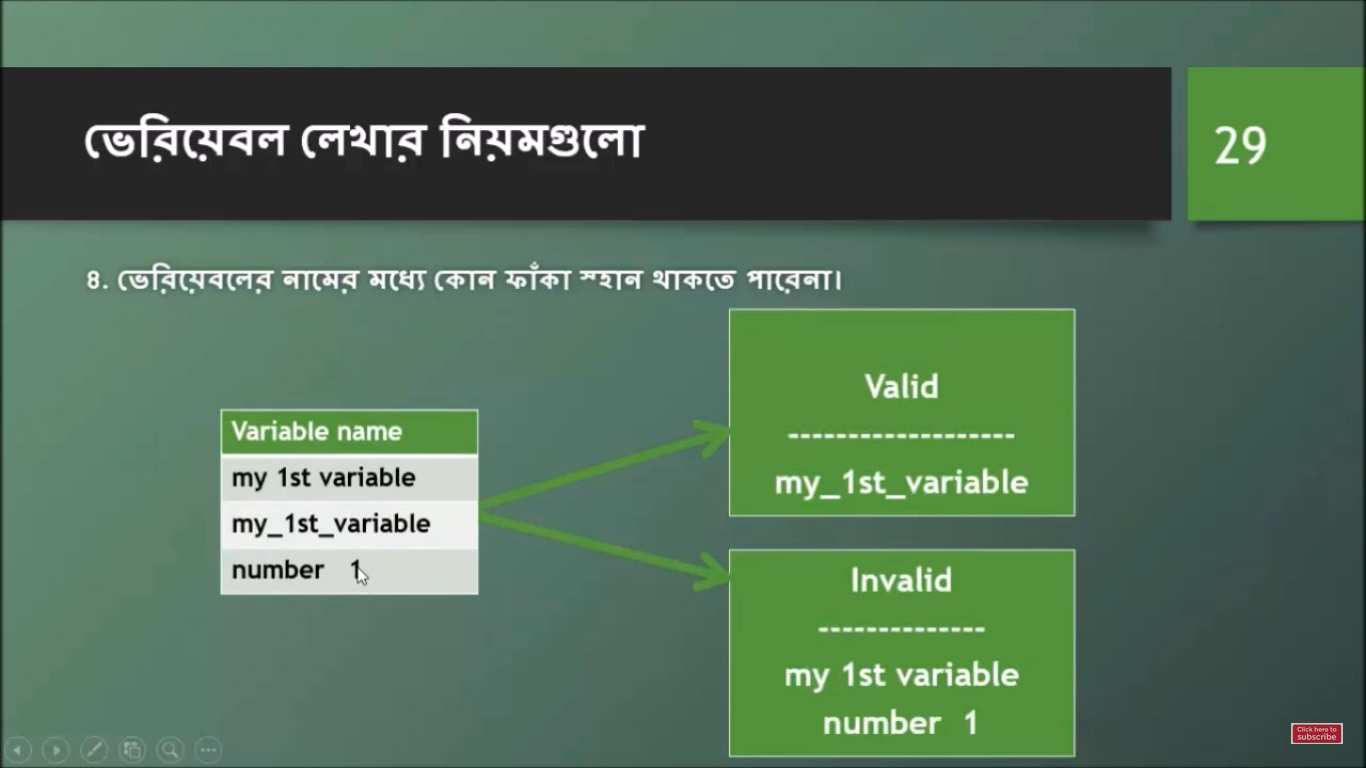 ভেরিয়েবল লেখার নিয়মগুলো
29
8. ভেরিয়েবলের নামের মধ্যে কোন ফাঁকা স্হান থাকতে পারেনা।
Variable name
my 1st variable
my_1st_variable
number 1
Valid
-------------------
my_1st_variable
Invalid
--------------
my 1st variable
number 1
Click here to
subscribe